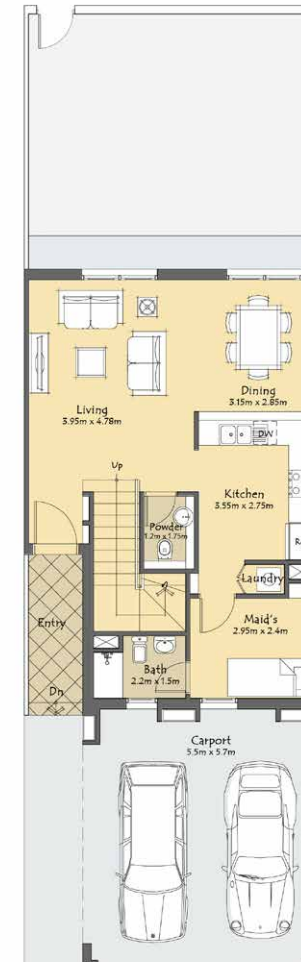 Living
3.95m x 4.78m
Dining
3.15m x 2.85m
DW
Kitchen
3.55m x 2.75m
R
Up
Powder
1.2m x 1.75m
Laundry
Maid's
2.95m x 2.4m
Entry
Bath
2.2m x 1.5m
Dn
Carport
5.5m x 5.7m